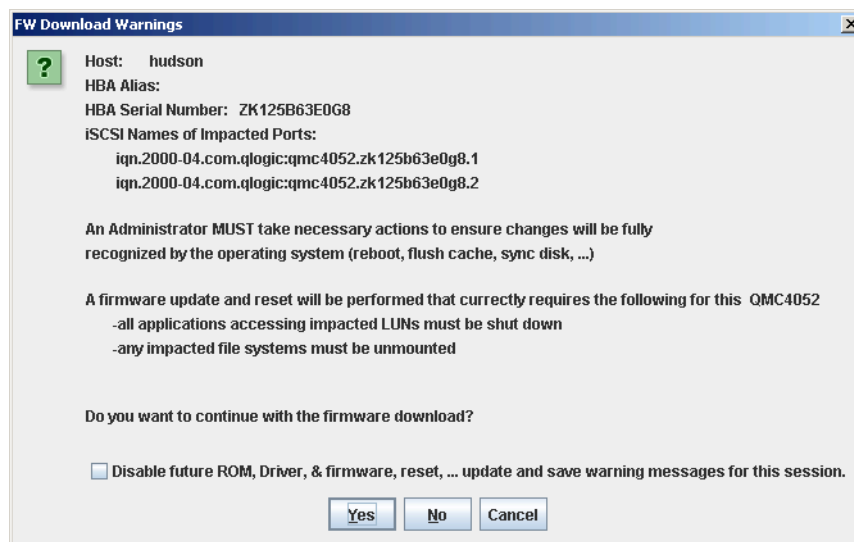 FW Download Warnings
Host: hudson
HBA Alias:
HBA Serial Number: ZK125B63E0G8
iSCSI Names of Impacted Ports:
iqn.2000-04.com.qlogic:qmc4052.zk125b63e0g8.1
iqn.2000-04.com.qlogic:qmc4052.zk125b63e0g8.2
An Administrator MUST take necessary actions to ensure changes will be fully
recognized by the operating system (reboot, flush cache, sync disk, ...)
A firmware update and reset will be performed that currently requires the following for this QMC4052
-all applications accessing impacted LUNs must be shut down
-any impacted file systems must be unmounted
Do you want to continue with the firmware download?
Disable future ROM, Driver, & firmware, reset, ... update and save warning messages for this session.
Yes No Cancel